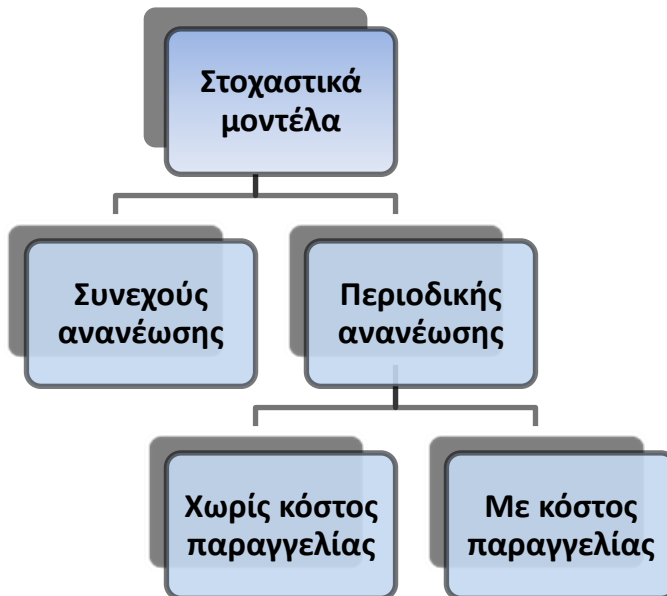 Στοχαστικά
μοντέλα
Συνεχούς
ανανέωσης
Περιοδικής
ανανέωσης
Χωρίς κόστος
παραγγελίας
Με κόστος
παραγγελίας